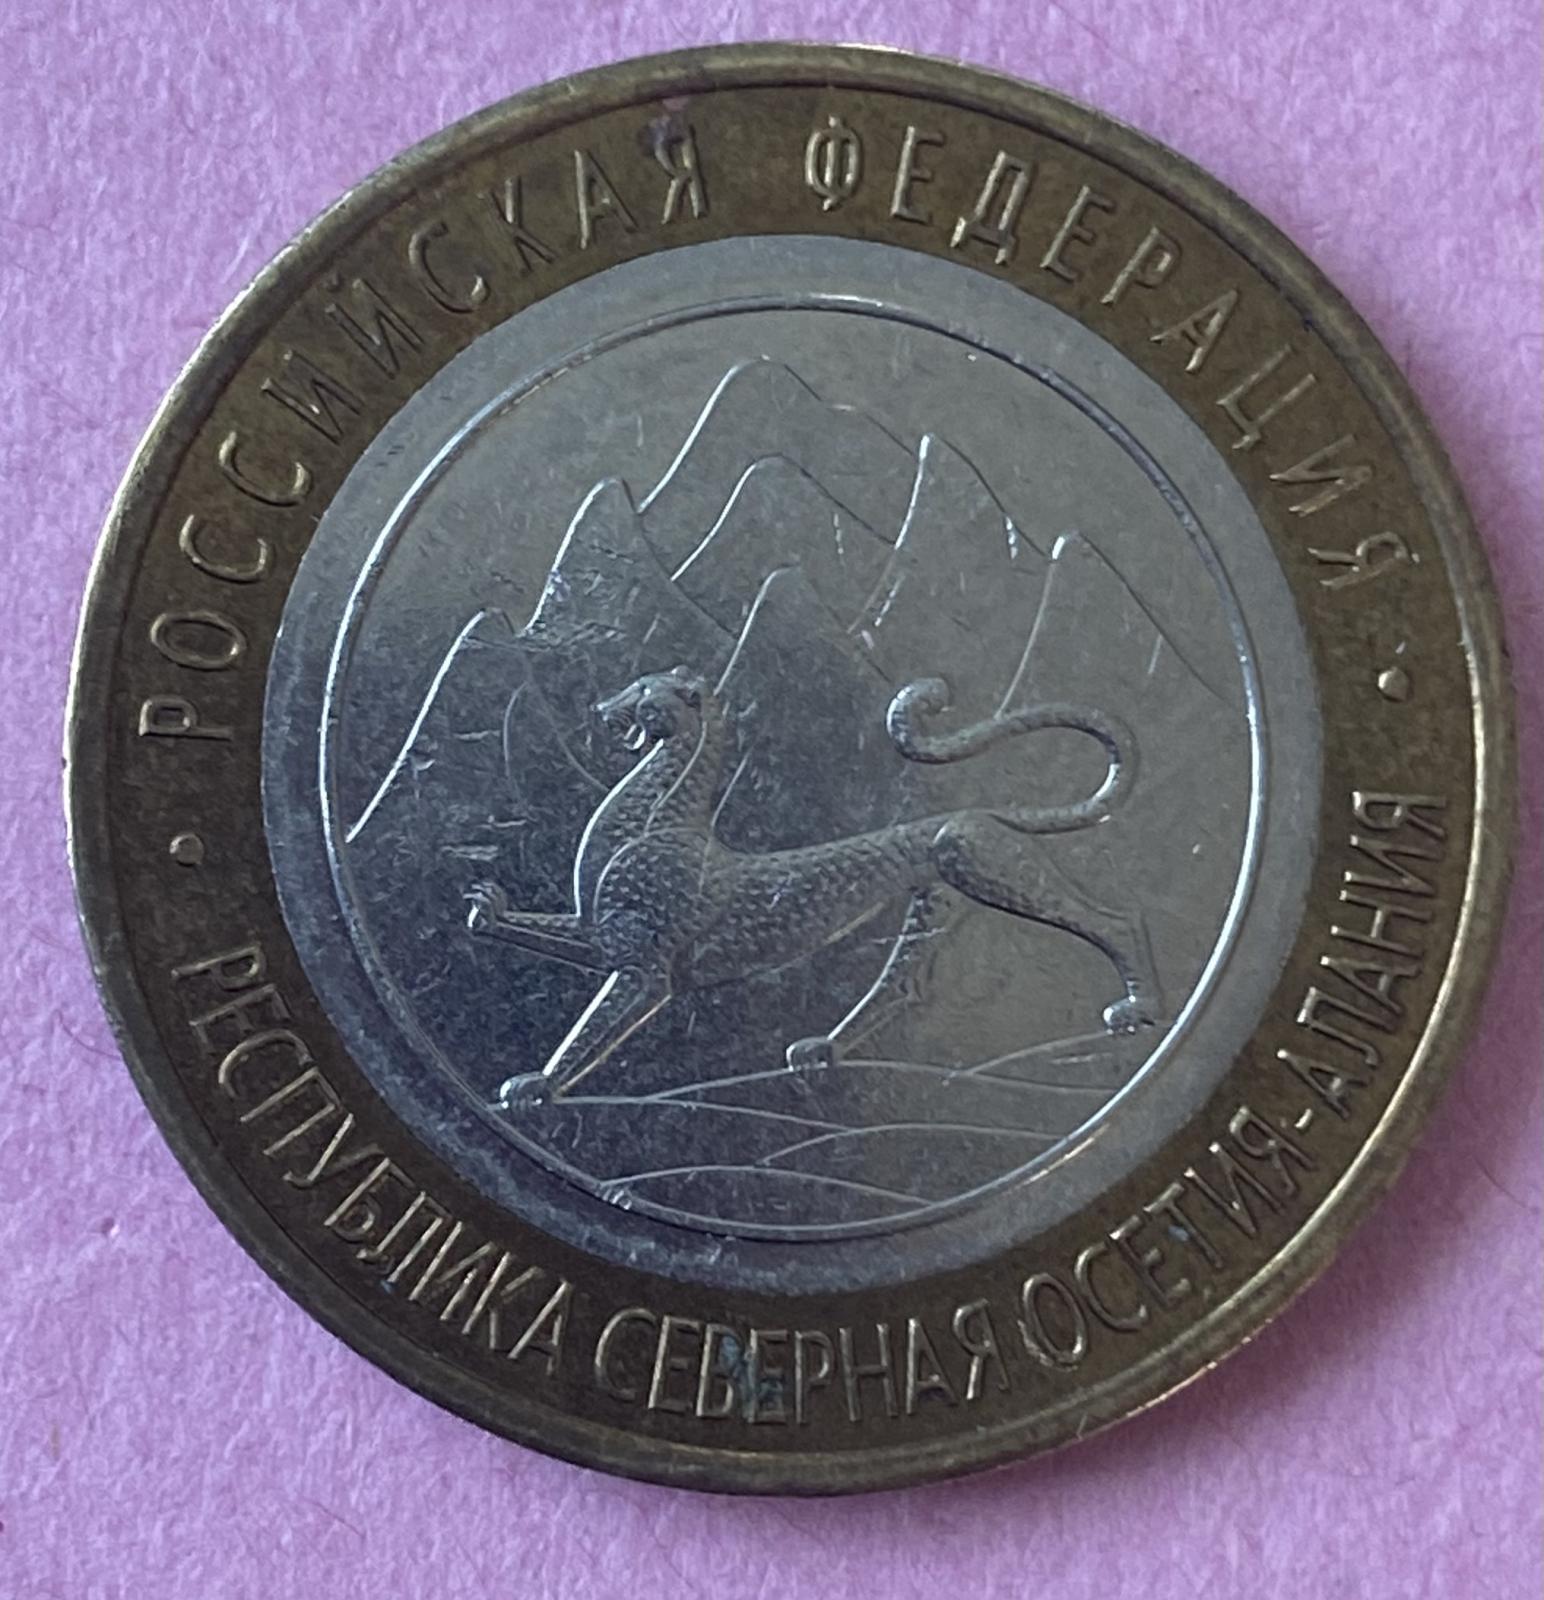 РОССИЙСКАЯ ФЕДЕРАЦИЯ
РЕСПУБЛИКА СЕВЕРНАЯ ОСЕТИЯ-АЛАНИЯ